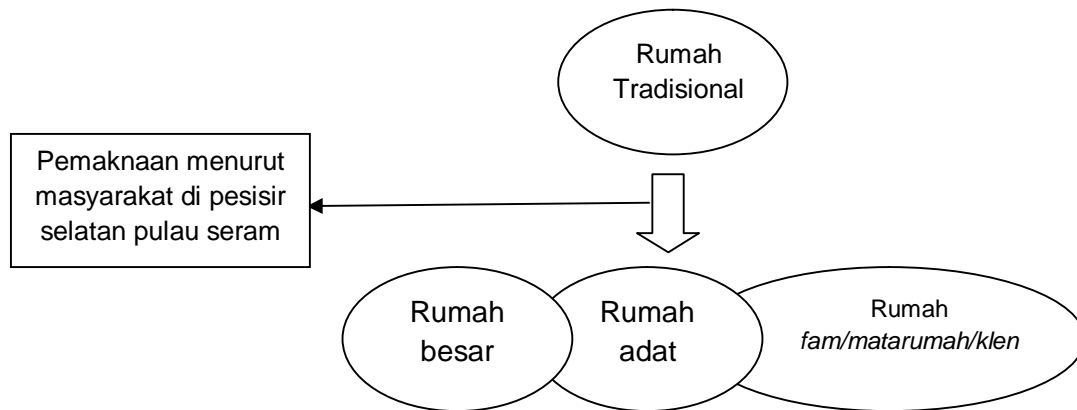 Rumah
Tradisional
Pemaknaan menurut
masyarakat di pesisir
selatan pulau seram
Rumah
besar
Rumah
adat
Rumah
fam/matarumah/klen